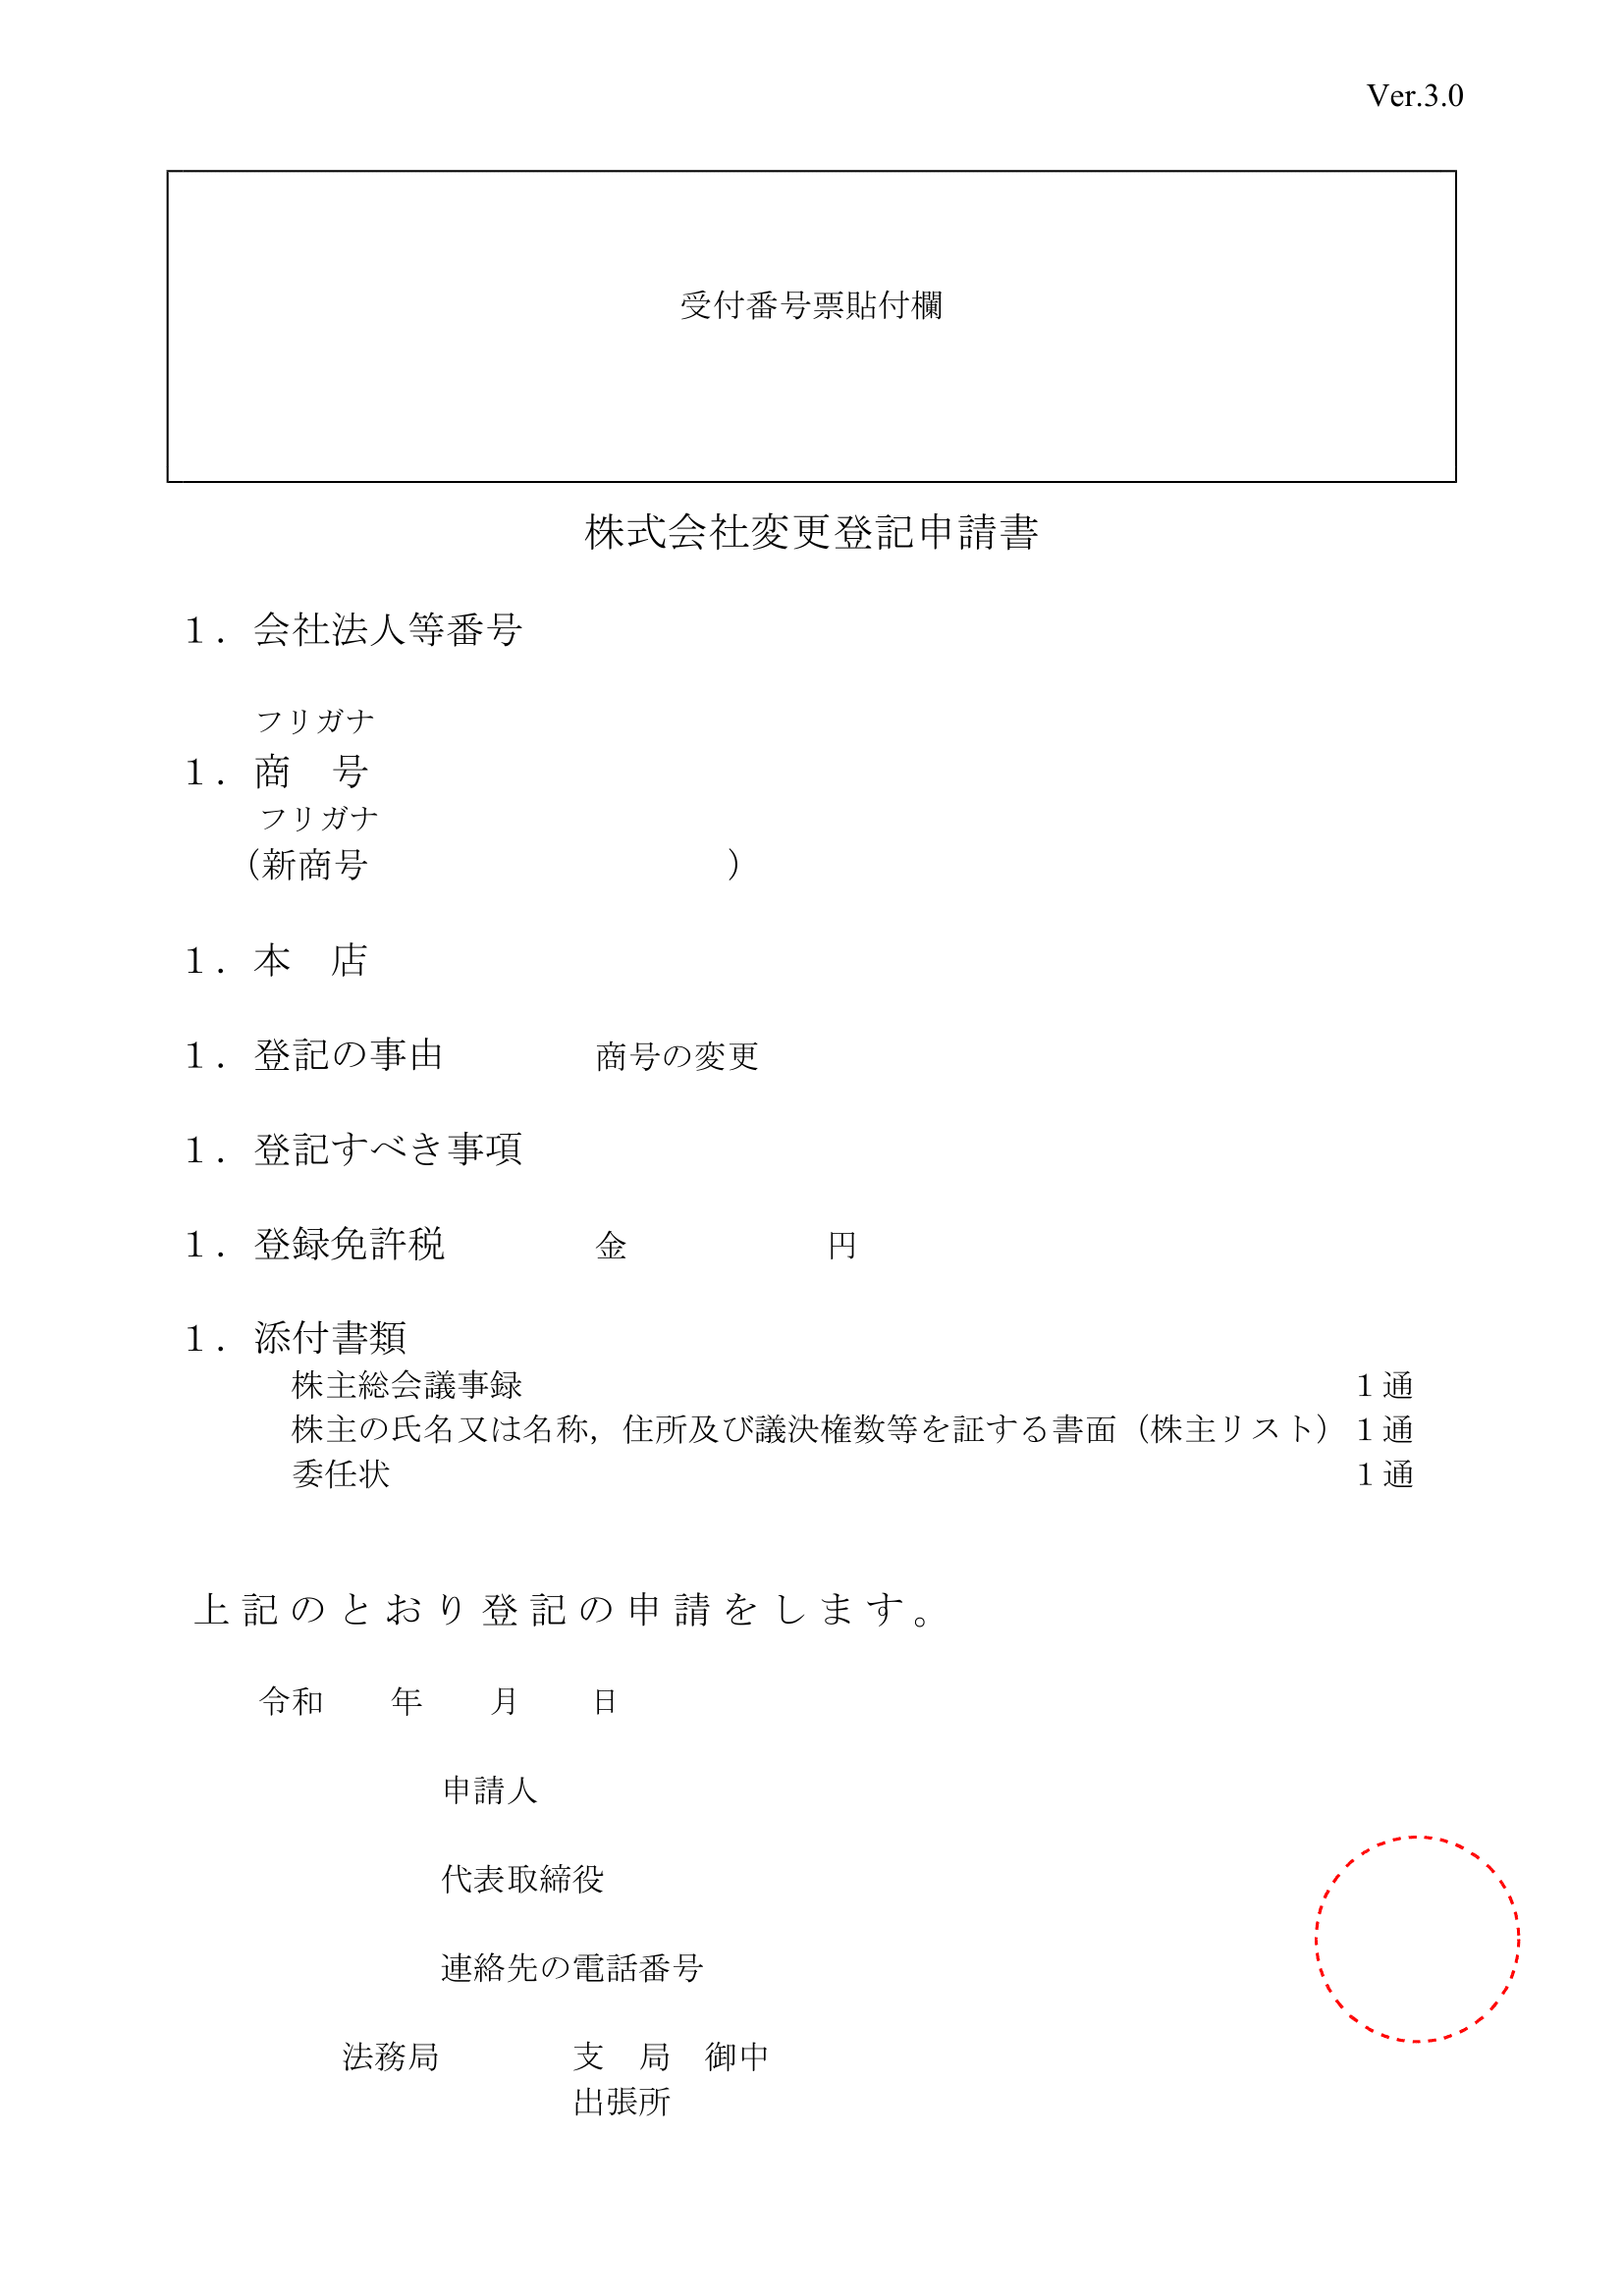 Ver.3.0
受付番号票貼付欄
株式会社変更登記申請書
１．会社法人等番号
フリガナ
１．商　号
フリガナ
（新商号　　　　　　　　　　）
１．本　店
１．登記の事由　　　　商号の変更
１．登記すべき事項
１．登録免許税　　　　金　　　　　　円
１．添付書類
株主総会議事録　　　　　　　　　　　　　　　　　　　　　　　　　１通
株主の氏名又は名称，住所及び議決権数等を証する書面（株主リスト）１通
委任状　　　　　　　　　　　　　　　　　　　　　　　　　　　　　１通
上記のとおり登記の申請をします。
令和　　年　　月　　日
申請人
代表取締役
連絡先の電話番号
法務局　　　　支　局　御中
出張所